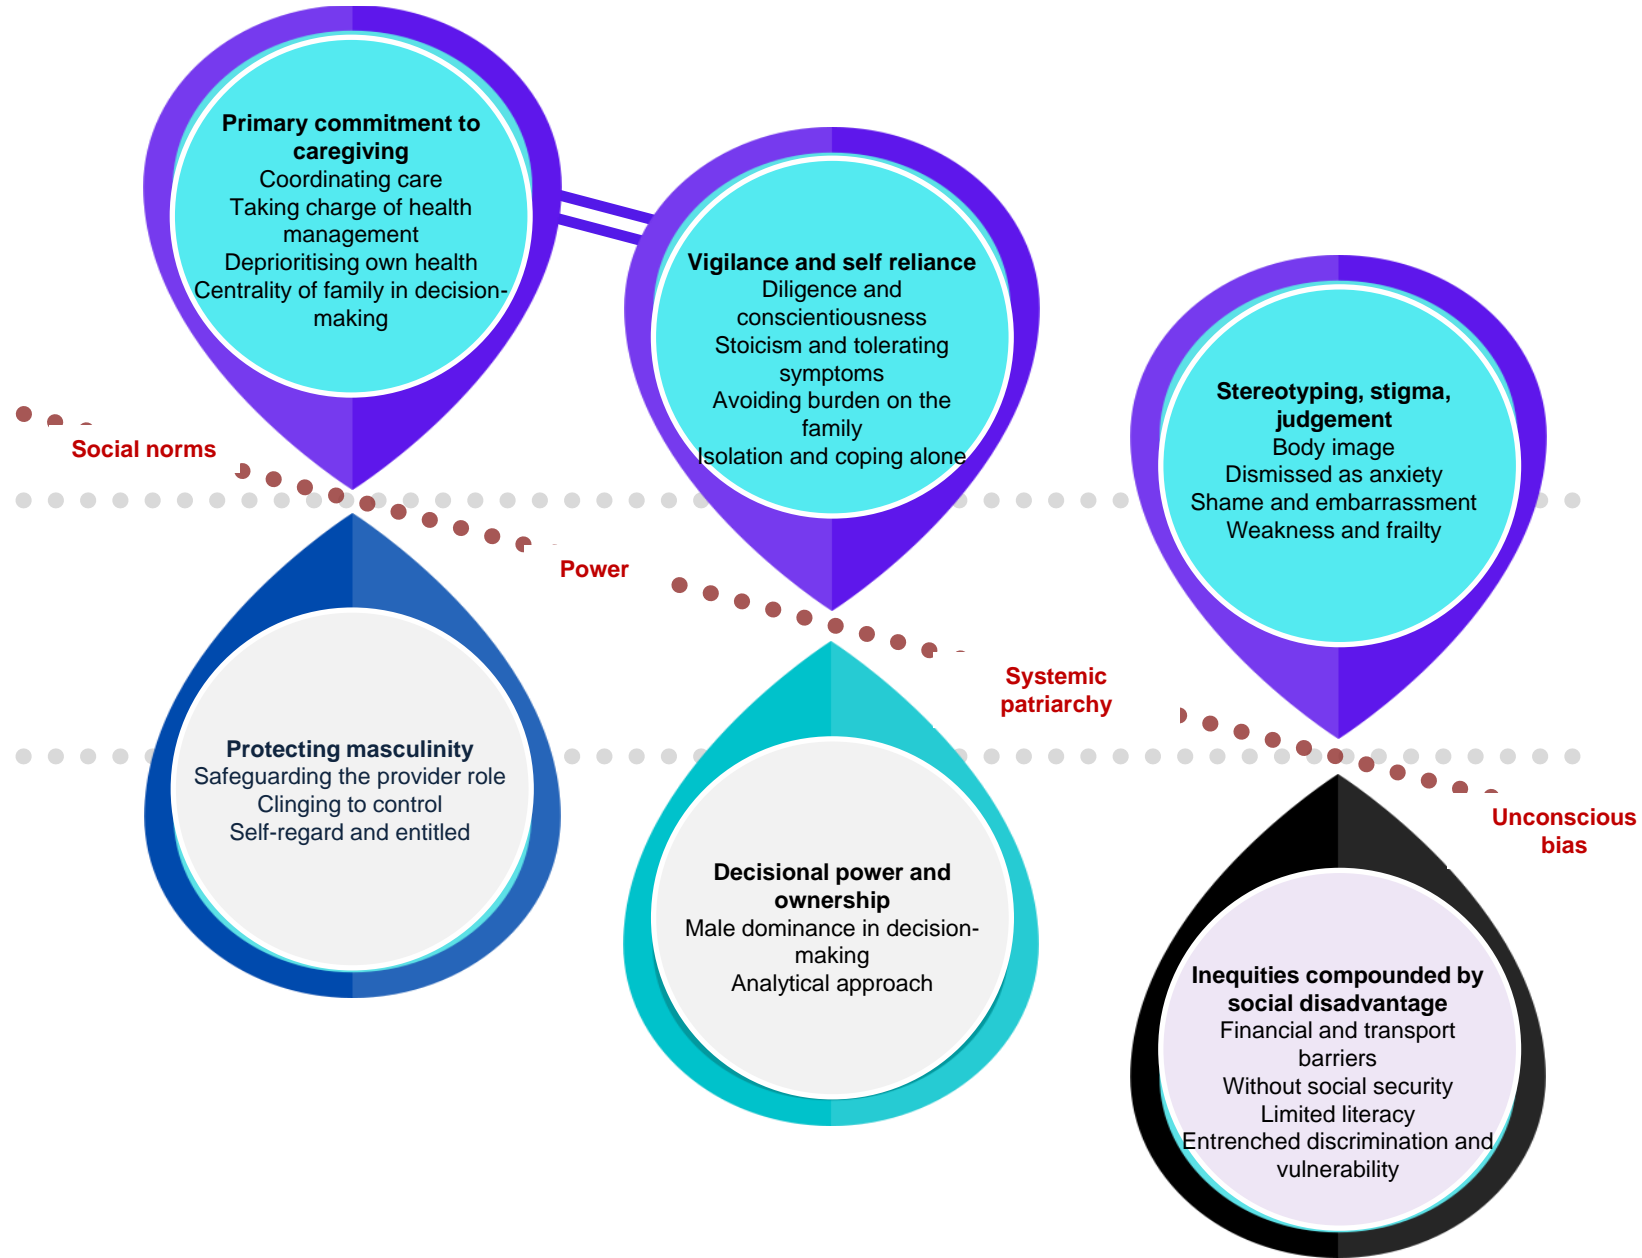 Primary commitment to
caregiving
Coordinating care
Taking charge of health
management
Deprioritising own health
Centrality of family in decision-
making
Vigilance and self reliance
Diligence and
conscientiousness
Stoicism and tolerating
symptoms
Avoiding burden on the
family
Isolation and coping alone
Stereotyping, stigma,
judgement
Body image
Dismissed as anxiety
Shame and embarrassment
Weakness and frailty
Social norms
Power
Systemic
patriarchy
Unconscious
bias
Protecting masculinity
Safeguarding the provider role
Clinging to control
Self-regard and entitled
Decisional power and
ownership
Male dominance in decision-
making
Analytical approach
Inequities compounded by
social disadvantage
Financial and transport
barriers
Without social security
Limited literacy
Entrenched discrimination and
vulnerability